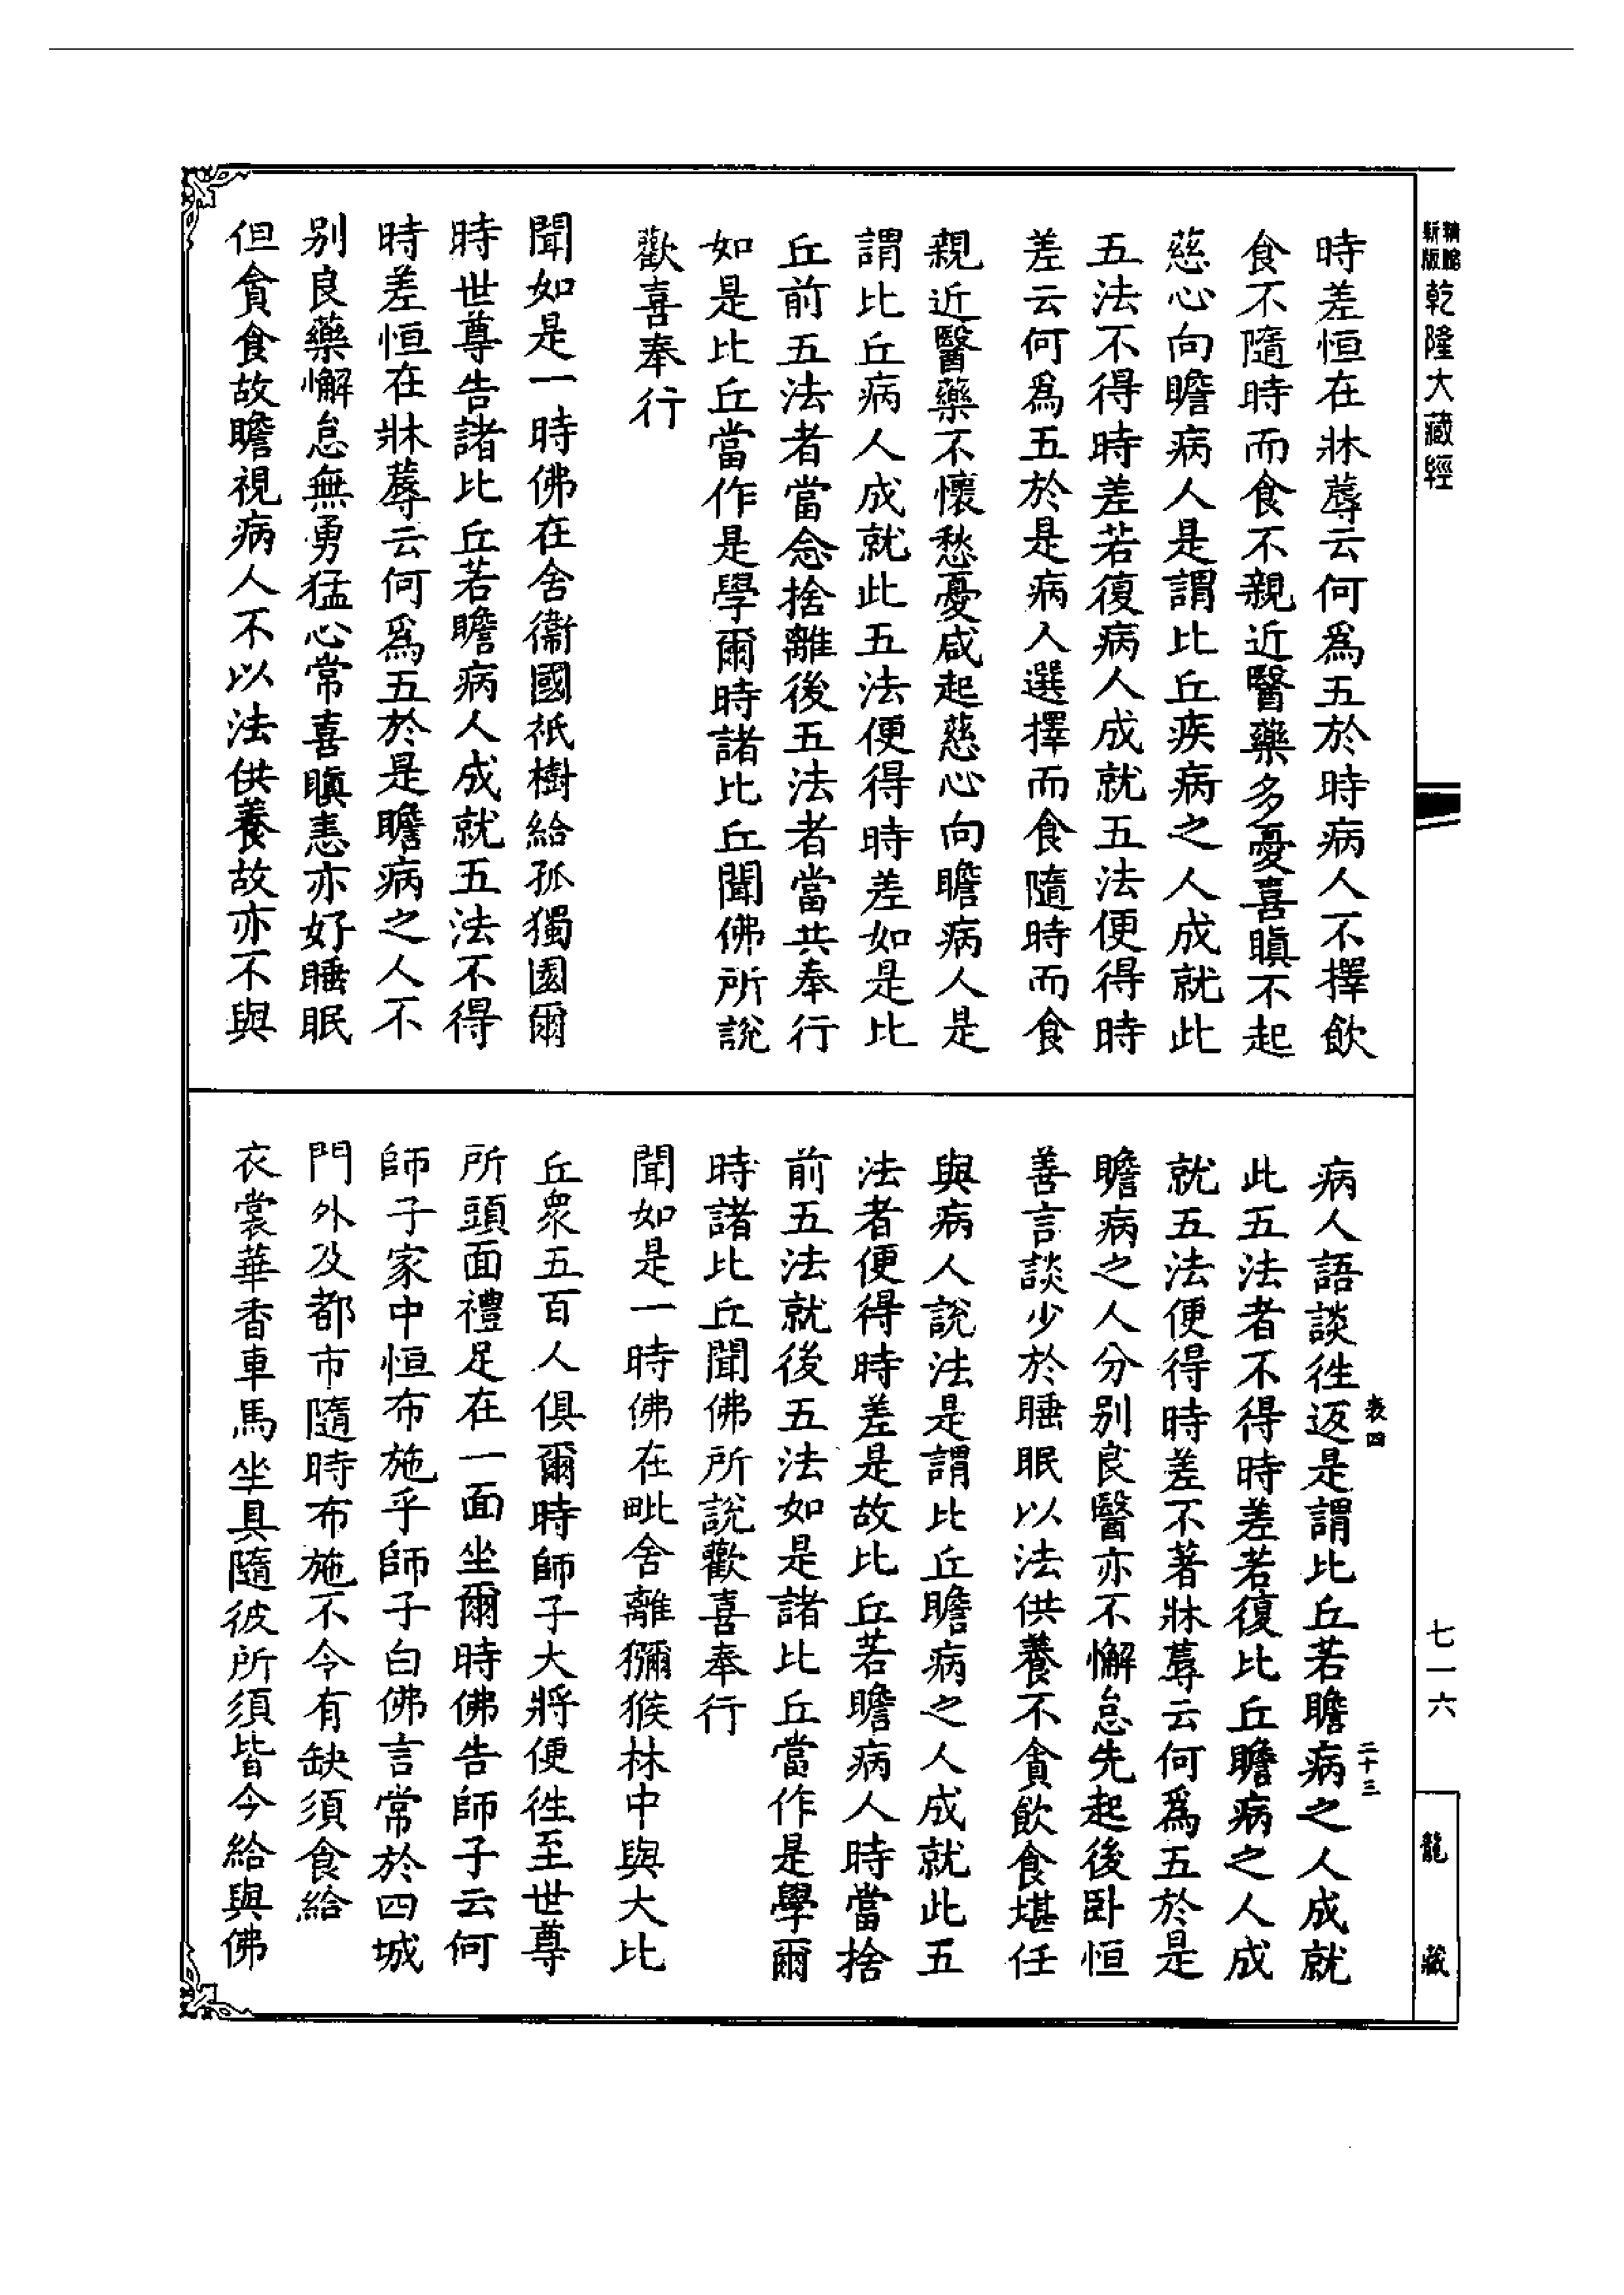 新版
乾隆大藏經
七一六
龍藏
時差恒在牀蓐云何爲五於時病人不擇飲
食不隨時而食不親近醫藥多憂喜瞋不起
慈心向瞻病人是謂比丘疾病之人成就此
五法不得時差若復病人成就五法便得時
差云何爲五於是病人選擇而食隨時而食
親近醫藥不懷愁憂咸起慈心向瞻病人是
謂比丘病人成就此五法便得時差如是比
丘前五法者當念捨離後五法者當共奉行
如是比丘當作是學爾時諸比丘聞佛所說
歡喜奉行
聞如是一時佛在舍衞國祇樹給孤獨園爾
時世尊告諸比丘若瞻病人成就五法不得
時差恒在牀蓐云何爲五於是瞻病之人不
别良藥懈怠無勇猛心常喜瞋恚亦好睡眠
但貪食故瞻視病人不以法供養故亦不與
病人語談徃返是謂比丘若瞻病之人成就
此五法者不得時差若復比丘瞻病之人成
就五法便得時差不著牀蓐云何爲五於是
瞻病之人分别良醫亦不懈怠先起後卧恒
善言談少於睡眠以法供養不貪飲食堪任
與病人說法是謂比丘瞻病之人成就此五
法者便得時差是故比丘若瞻病人時當捨
前五法就後五法如是諸比丘當作是學爾
時諸比丘聞佛所說歡喜奉行
聞如是一時佛在毗舍離獼猴林中與大比
丘衆五百人俱爾時師子大將便徃至世尊
所頭面禮足在一面坐爾時佛告師子云何
師子家中恒布施乎師子白佛言常於四城
門外及都市隨時布施不令有缺須食給
衣裳華香車馬坐具隨彼所須皆令給與佛
表四
二十三